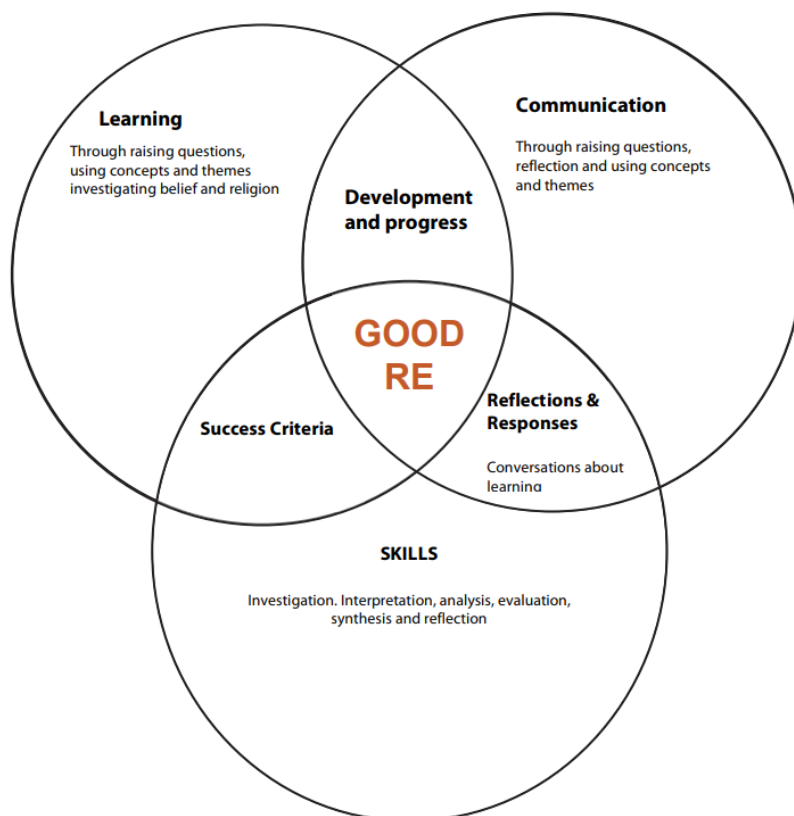 Learning
Through raising questions,
using concepts and themes
investigating belief and religion
Communication
Through raising questions,
reflection and using concepts
and themes
Development
and progress
GOOD
RE
Success Criteria
Reflections &
Responses
Conversations about
learning
SKILLS
Investigation. Interpretation, analysis, evaluation,
synthesis and reflection